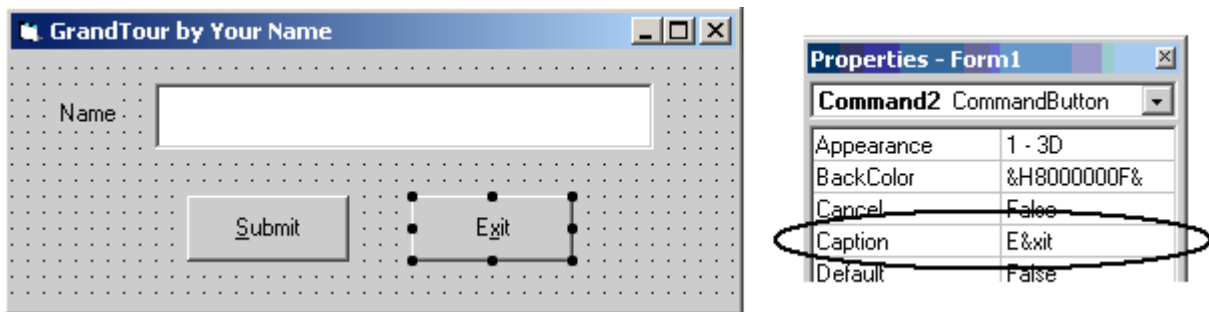 GrandTour by Your Name
Name
Submit
Exit
Properties - Form1
Command2 CommandButton
Appearance 1 - 3D
BackColor &H8000000F&
Cancel False
Caption E&xit
Default False